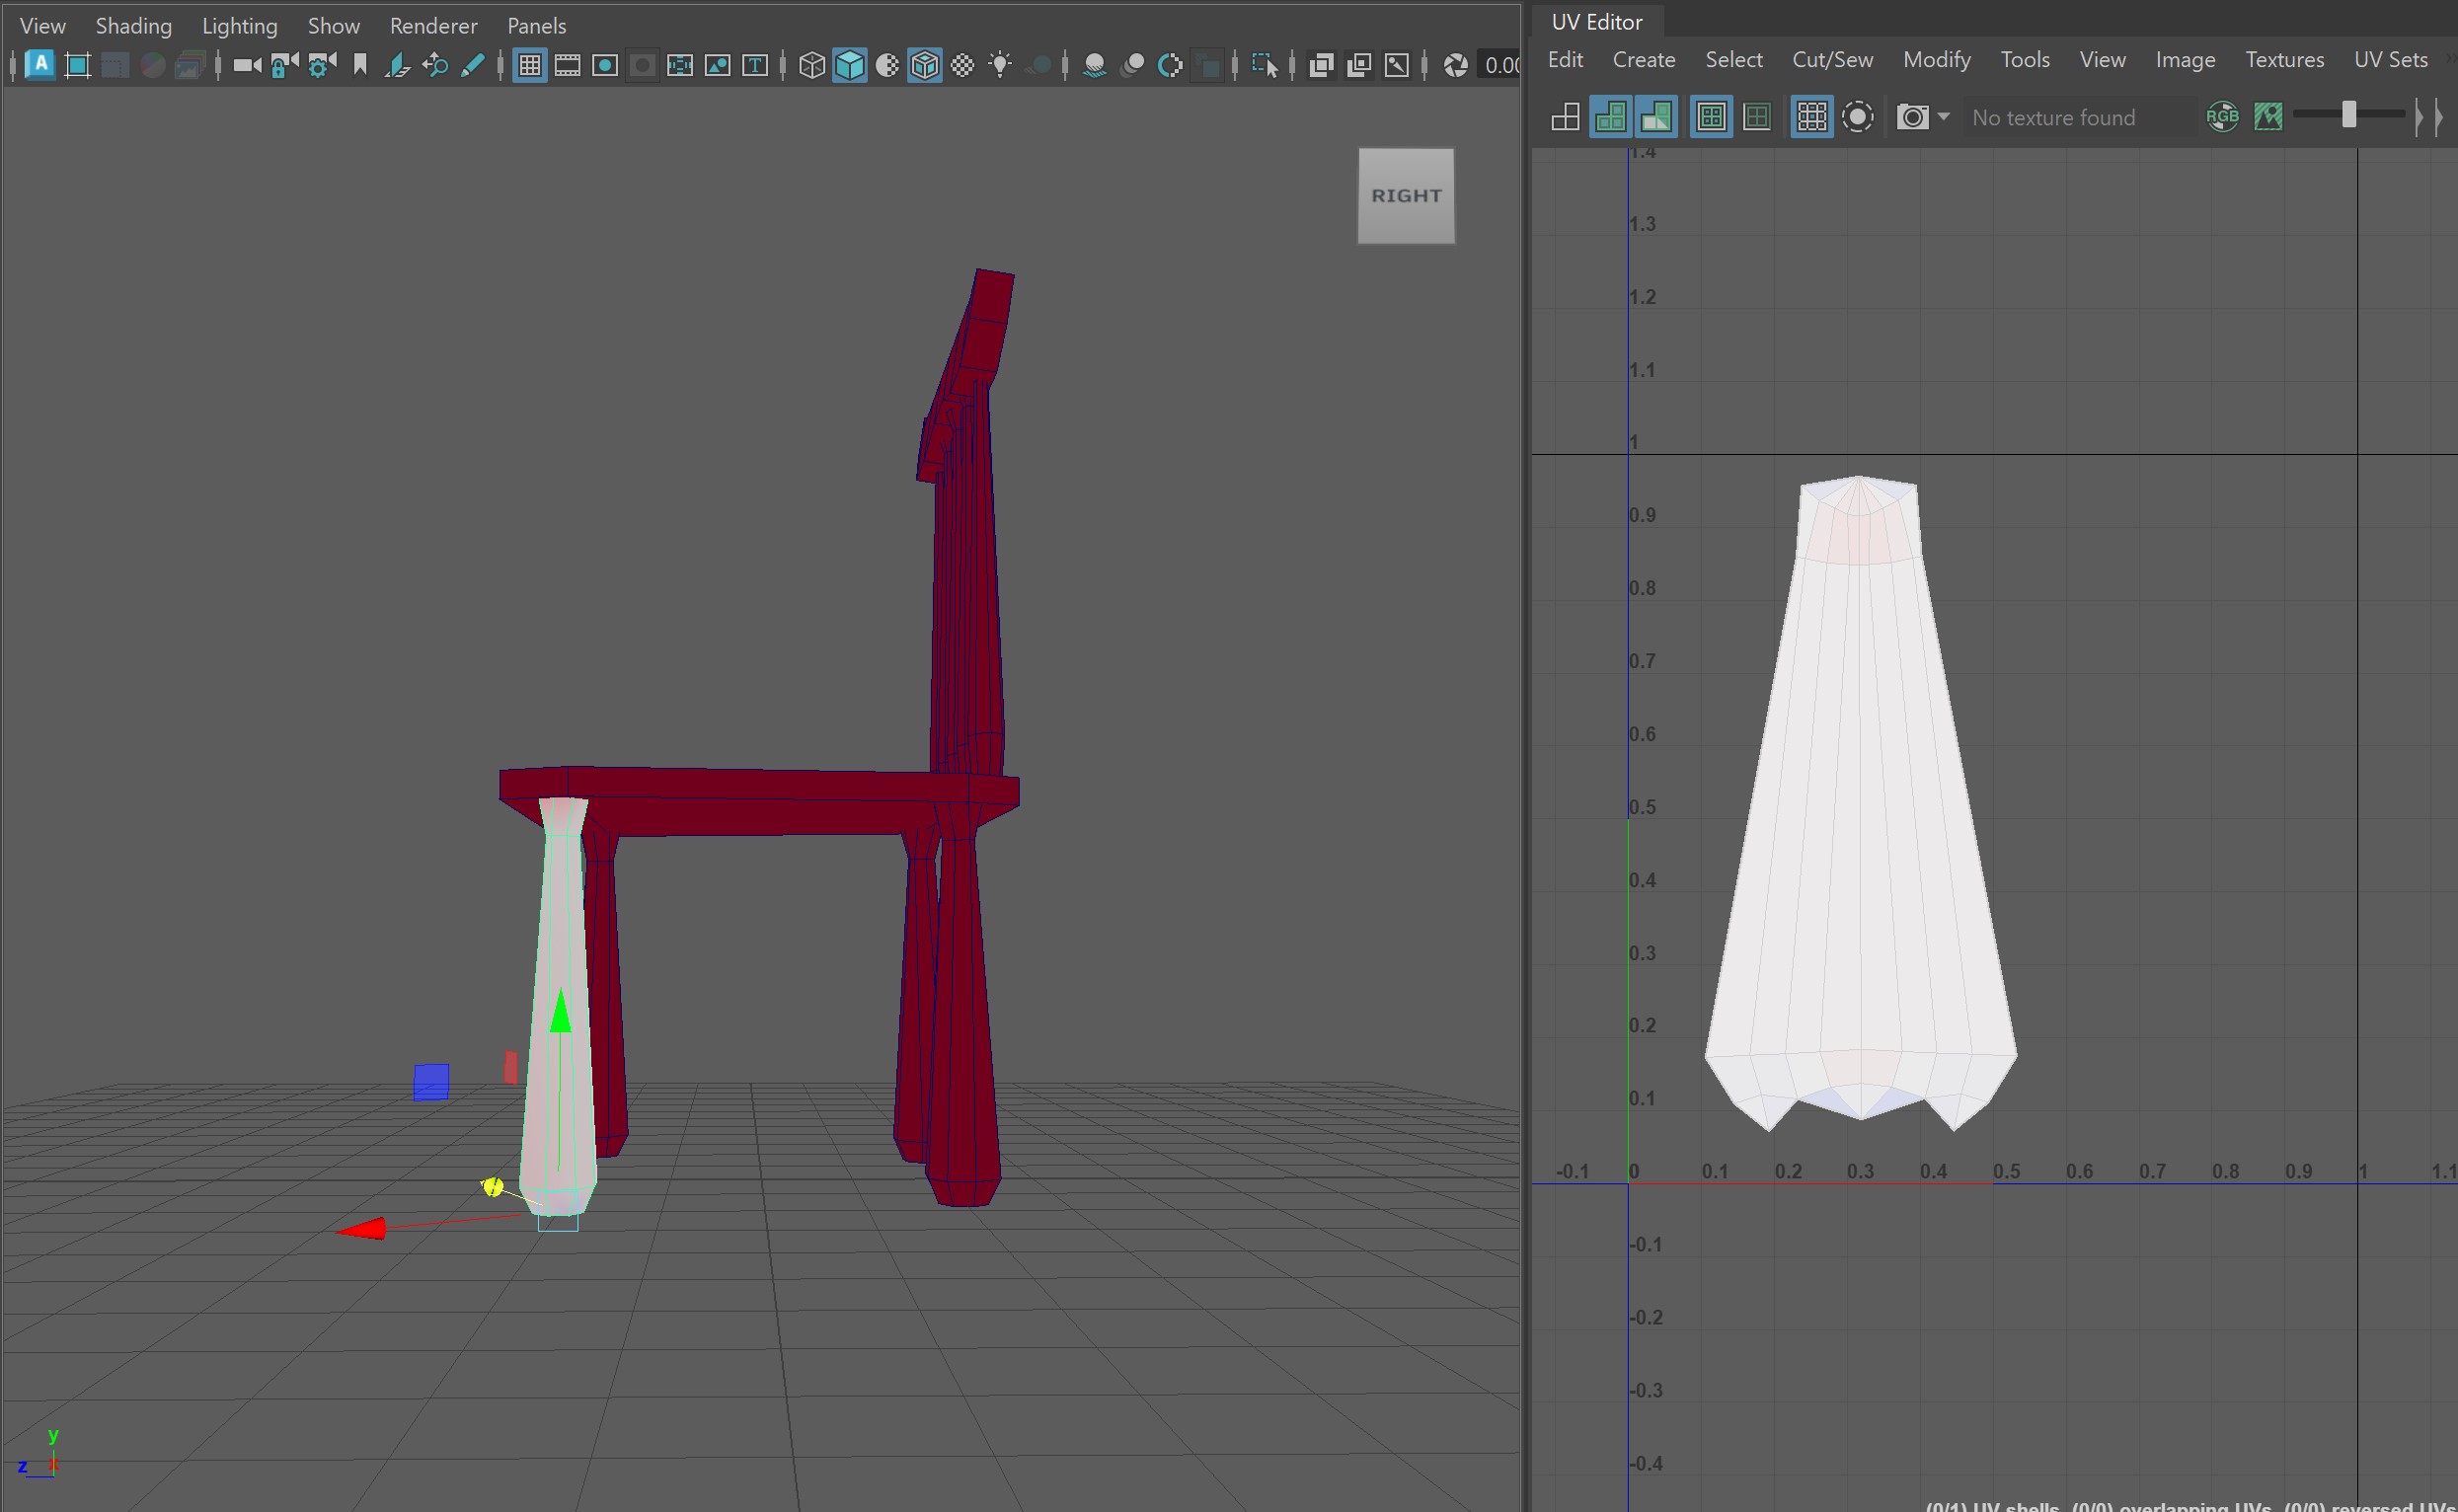 View Shading Lighting Show Renderer Panels
A T 0.00
RIGHT
y
z x
UV Editor
Edit Create Select Cut/Sew Modify Tools View Image Textures UV Sets
No texture found RGB
1.4
1.3
1.2
1.1
1
0.9
0.8
0.7
0.6
0.5
0.4
0.3
0.2
0.1
-0.1 0 0.1 0.2 0.3 0.4 0.5 0.6 0.7 0.8 0.9 1 1.1
-0.1
-0.2
-0.3
-0.4
(0/1) UV shells, (0/0) overlapping UVs, (0/0) reversed UVs